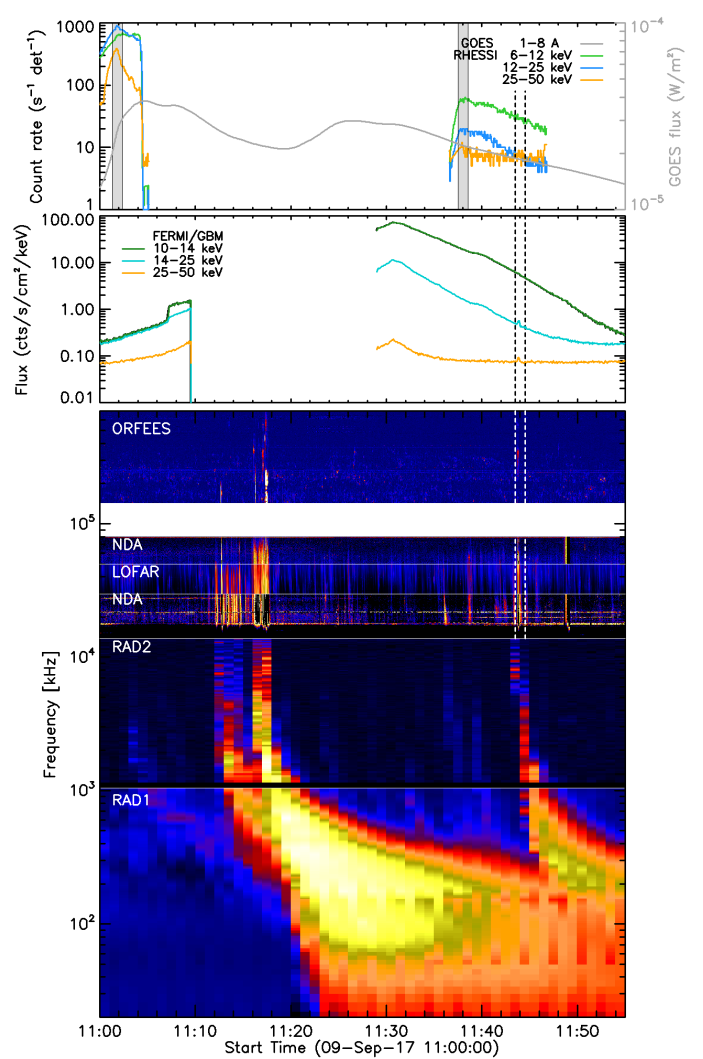 GOES 1−8 A
RHESSI 6−12 keV
12−25 keV
25−50 keV
1000
100
10
1
Count rate (s⁻¹ det⁻¹)
10⁻⁴
10⁻⁵
GOES flux (W/m²)
FERMI/GBM
10−14 keV
14−25 keV
25−50 keV
100.00
10.00
1.00
0.10
0.01
Flux (cts/s/cm²/keV)
ORFEES
10⁵
NDA
LOFAR
NDA
RAD2
10⁴
10³
RAD1
10²
Frequency [kHz]
11:00 11:10 11:20 11:30 11:40 11:50
Start Time (09−Sep−17 11:00:00)